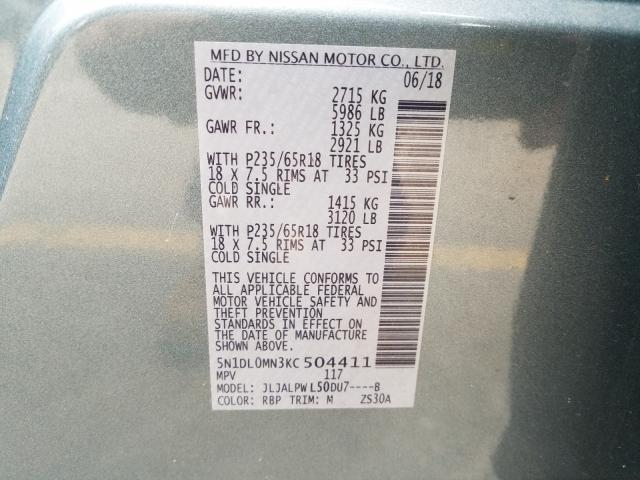 MFD BY NISSAN MOTOR CO., LTD.
DATE: 06/18
GVWR: 2715 KG
5986 LB
GAWR FR.: 1325 KG
2921 LB
WITH P235/65R18 TIRES
18 X 7.5 RIMS AT 33 PSI
COLD SINGLE
GAWR RR.: 1415 KG
3120 LB
WITH P235/65R18 TIRES
18 X 7.5 RIMS AT 33 PSI
COLD SINGLE
THIS VEHICLE CONFORMS TO
ALL APPLICABLE FEDERAL
MOTOR VEHICLE SAFETY AND
THEFT PREVENTION
STANDARDS IN EFFECT ON
THE DATE OF MANUFACTURE
SHOWN ABOVE.
5N1DL0MN3KC504411
MPV 117
MODEL: JLJALPWL50DU7----B
COLOR: RBP TRIM: M ZS30A